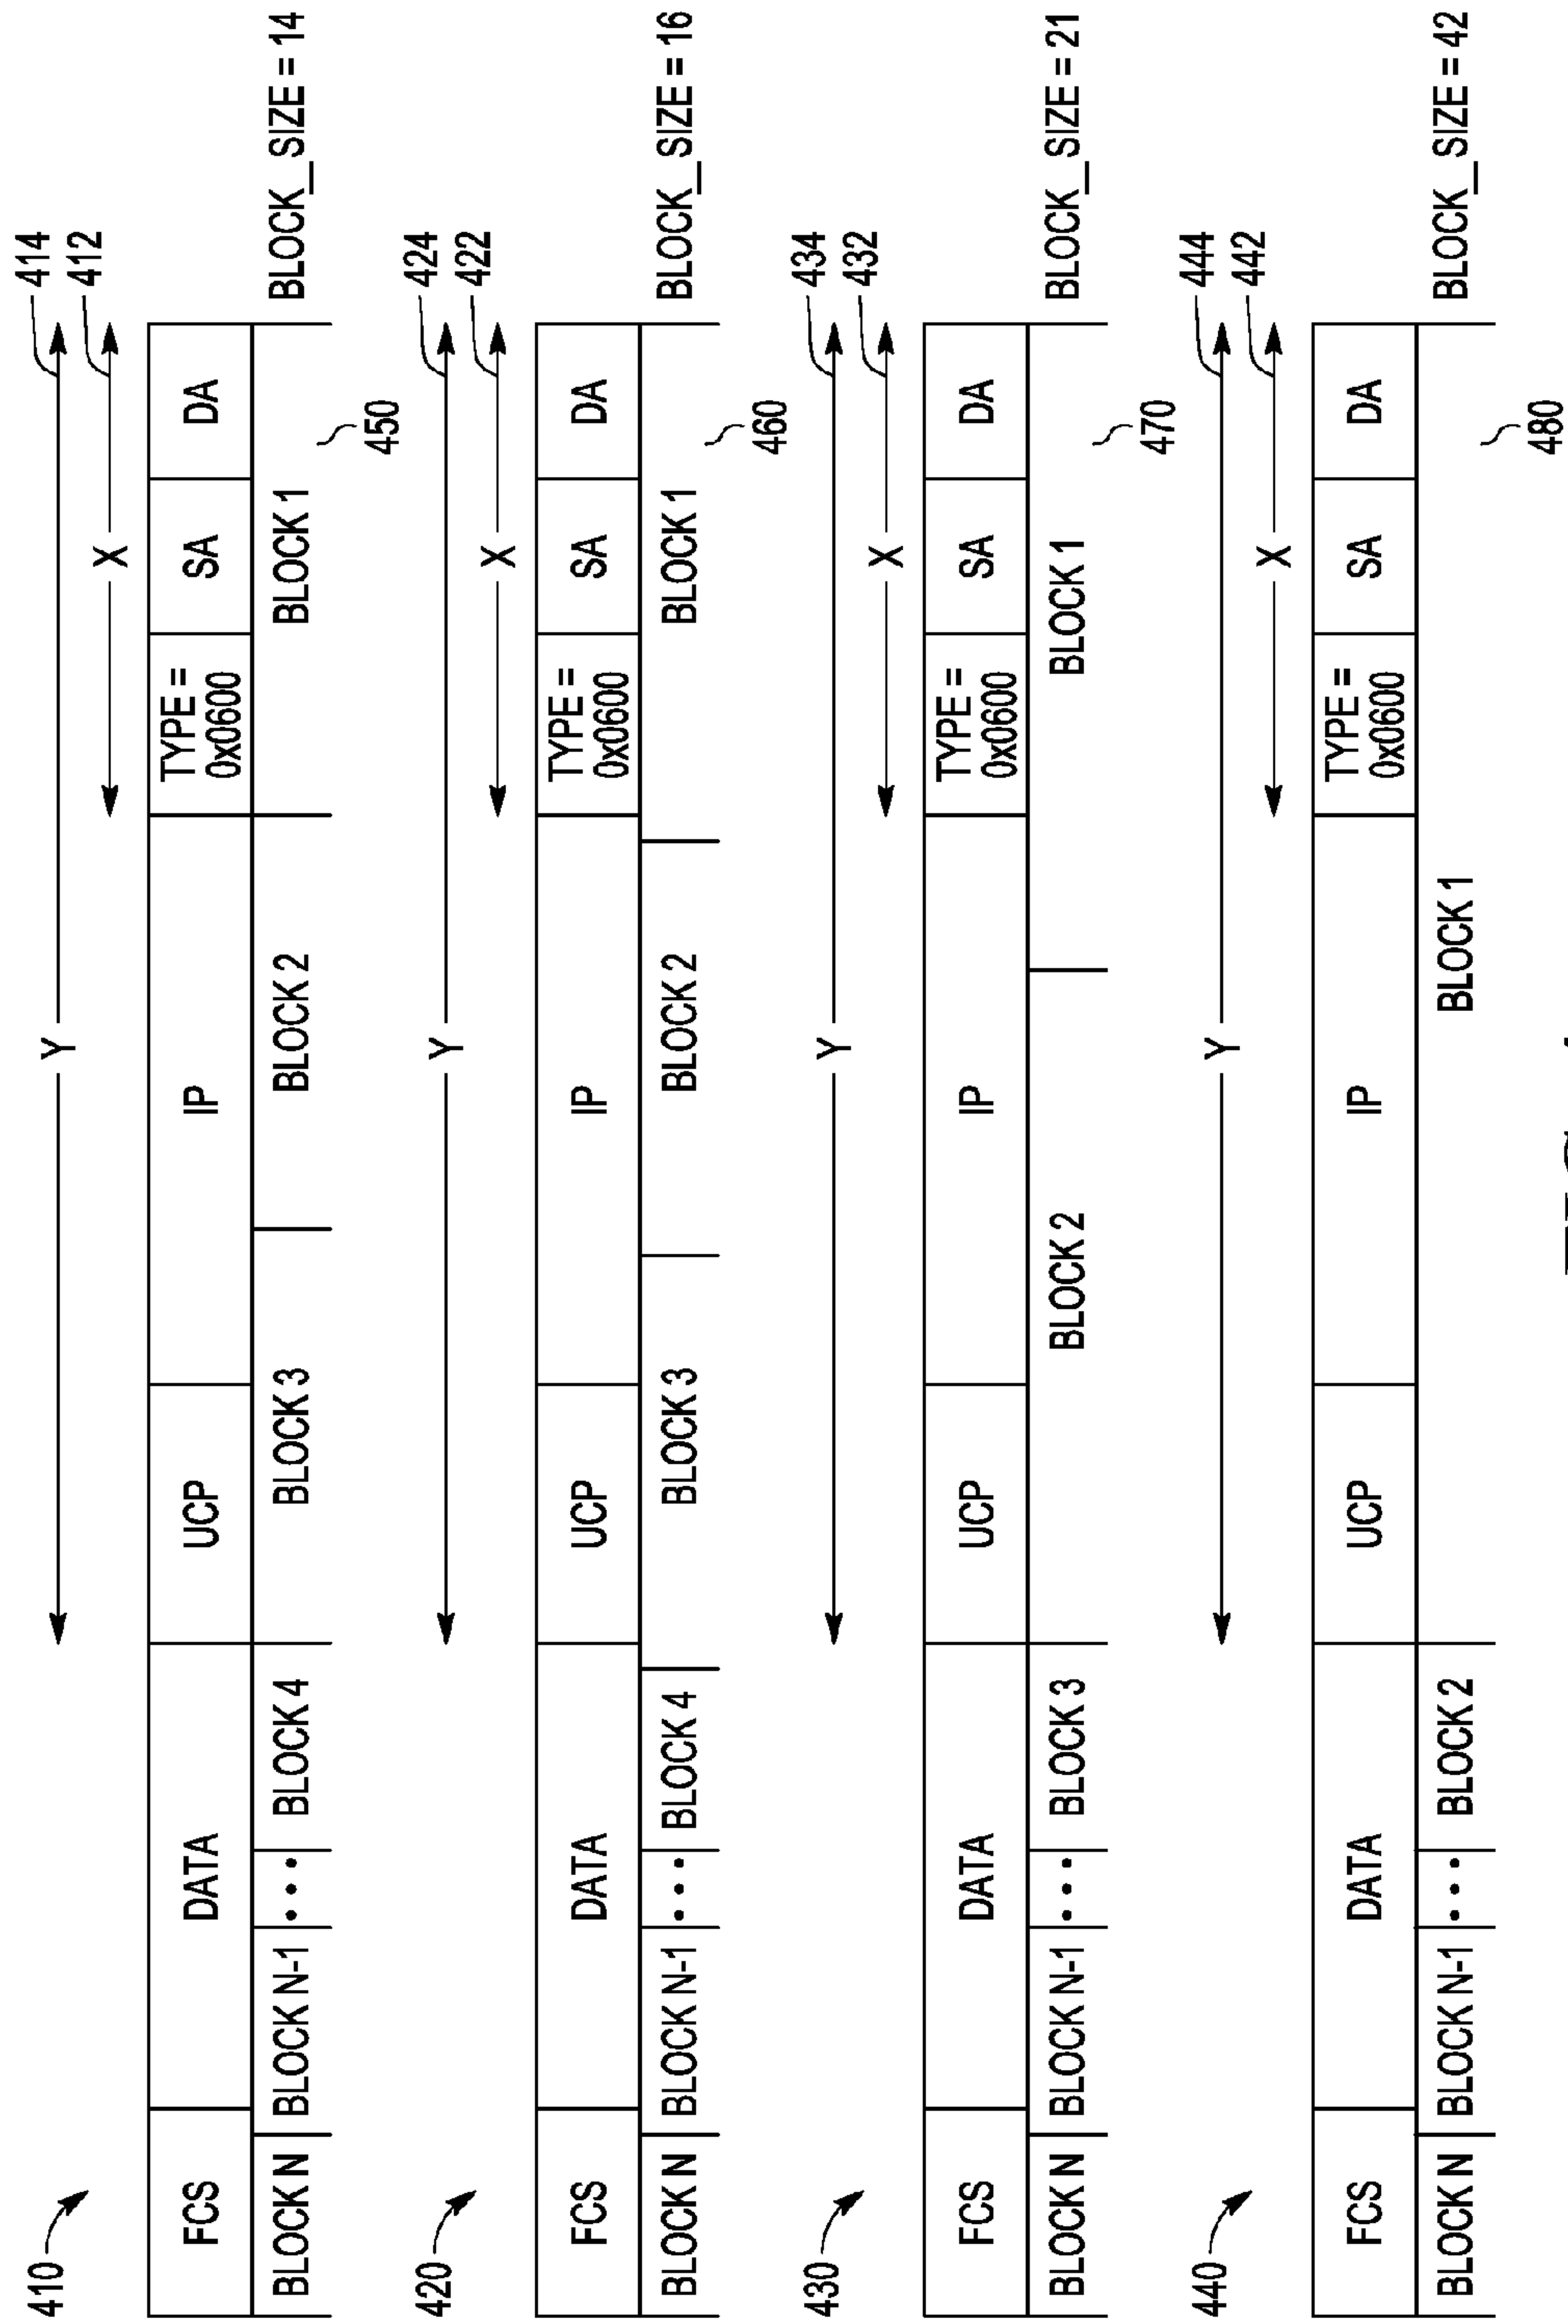 410
414
412
Y
X
FCS
DATA
UCP
IP
TYPE =
0x0600
SA
DA
BLOCK N
BLOCK N-1
• • •
BLOCK 4
BLOCK 3
BLOCK 2
BLOCK 1
450
BLOCK_SIZE = 14
420
424
422
Y
X
FCS
DATA
UCP
IP
TYPE =
0x0600
SA
DA
BLOCK N
BLOCK N-1
• • •
BLOCK 4
BLOCK 3
BLOCK 2
BLOCK 1
460
BLOCK_SIZE = 16
430
434
432
Y
X
FCS
DATA
UCP
IP
TYPE =
0x0600
SA
DA
BLOCK N
BLOCK N-1
• • •
BLOCK 3
BLOCK 2
BLOCK 1
470
BLOCK_SIZE = 21
440
444
442
Y
X
FCS
DATA
UCP
IP
TYPE =
0x0600
SA
DA
BLOCK N
BLOCK N-1
• • •
BLOCK 2
BLOCK 1
480
BLOCK_SIZE = 42